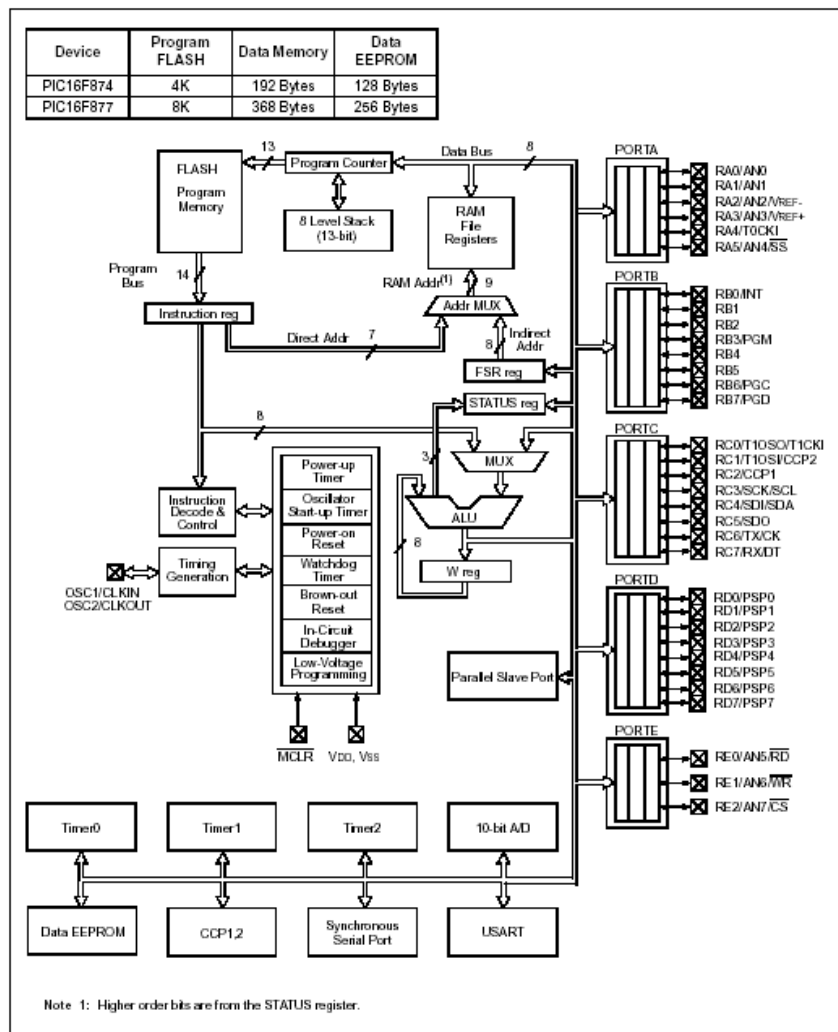 Device Program FLASH Data Memory Data EEPROM
PIC16F874 4K 192 Bytes 128 Bytes
PIC16F877 8K 368 Bytes 256 Bytes
FLASH
Program
Memory
13
Program Counter
Data Bus
8
8 Level Stack
(13-bit)
RAM
File
Registers
Program
Bus
14
RAM Addr(1)
9
Instruction reg
Addr MUX
Direct Addr
7
8
Indirect
Addr
FSR reg
STATUS reg
8
3
MUX
ALU
8
W reg
Power-up
Timer
Oscillator
Start-up Timer
Power-on
Reset
Watchdog
Timer
Brown-out
Reset
In-Circuit
Debugger
Low-Voltage
Programming
Instruction
Decode &
Control
Timing
Generation
OSC1/CLKIN
OSC2/CLKOUT
MCLR
VDD, VSS
Parallel Slave Port
PORTA
RA0/AN0
RA1/AN1
RA2/AN2/VREF-
RA3/AN3/VREF+
RA4/T0CKI
RA5/AN4/SS
PORTB
RB0/INT
RB1
RB2
RB3/PGM
RB4
RB5
RB6/PGC
RB7/PGD
PORTC
RC0/T1OSO/T1CKI
RC1/T1OSI/CCP2
RC2/CCP1
RC3/SCK/SCL
RC4/SDI/SDA
RC5/SDO
RC6/TX/CK
RC7/RX/DT
PORTD
RD0/PSP0
RD1/PSP1
RD2/PSP2
RD3/PSP3
RD4/PSP4
RD5/PSP5
RD6/PSP6
RD7/PSP7
PORTE
RE0/AN5/RD
RE1/AN6/WR
RE2/AN7/CS
Timer0
Timer1
Timer2
10-bit A/D
Data EEPROM
CCP1,2
Synchronous
Serial Port
USART
Note 1: Higher order bits are from the STATUS register.